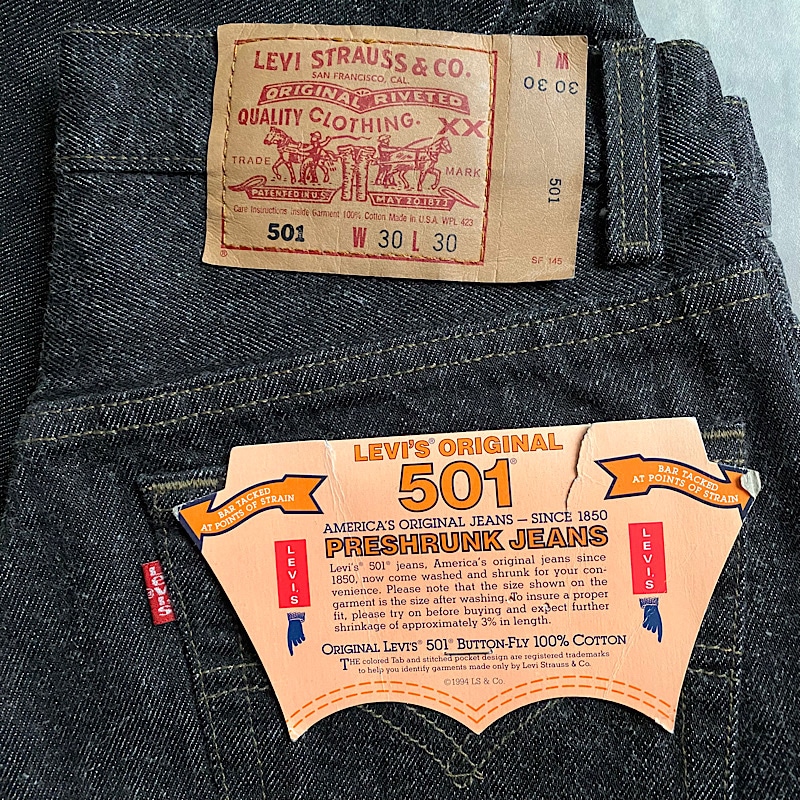 LEVI STRAUSS & CO.
SAN FRANCISCO, CAL.
ORIGINAL RIVETED
QUALITY CLOTHING.
XX
TRADE MARK
PATENTED IN U.S. MAY 20.1873
Care Instructions Inside Garment 100% Cotton Made in U.S.A. WPL 423
501 W 30 L 30
®
W L
30 30
501
SF 145
LEVI'S® ORIGINAL
501®
BAR TACKED
AT POINTS OF STRAIN
BAR TACKED
AT POINTS OF STRAIN
AMERICA'S ORIGINAL JEANS — SINCE 1850
PRESHRUNK JEANS
Levi's® 501® jeans, America's original jeans since
1850, now come washed and shrunk for your con-
venience. Please note that the size shown on the
garment is the size after washing. To insure a proper
fit, please try on before buying and expect further
shrinkage of approximately 3% in length.
LEVI'S
LEVI'S
ORIGINAL LEVI'S® 501® BUTTON-FLY 100% COTTON
THE colored Tab and stitched pocket design are registered trademarks
to help you identify garments made only by Levi Strauss & Co.
©1994 LS & Co.
LEVI'S
®